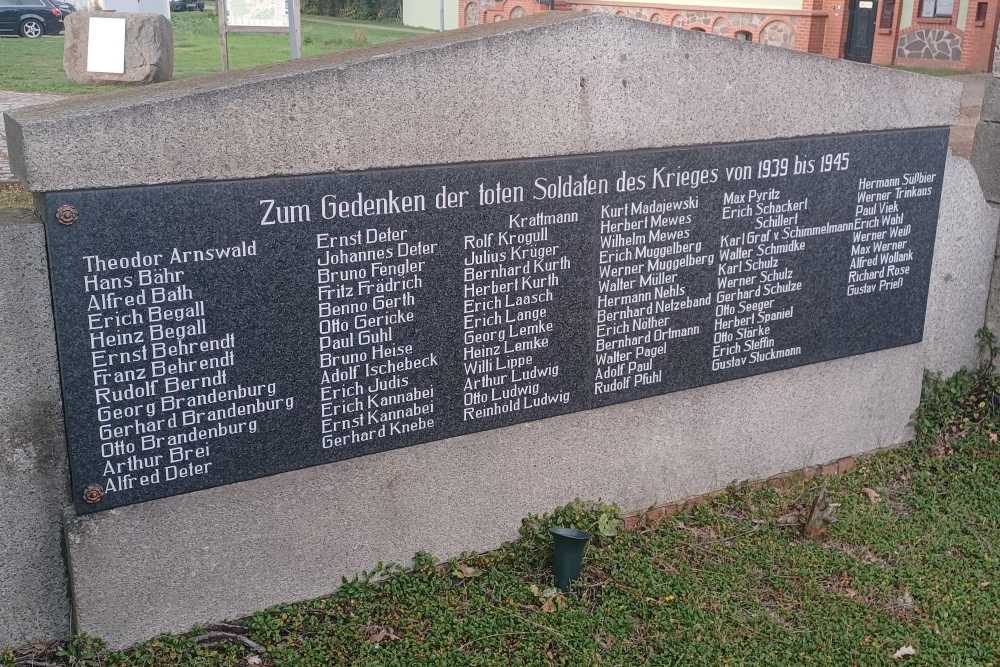 Zum Gedenken der toten Soldaten des Krieges von 1939 bis 1945
Theodor Arnswald
Hans Bähr
Alfred Bath
Erich Begall
Heinz Begall
Ernst Behrendt
Franz Behrendt
Rudolf Berndt
Georg Brandenburg
Gerhard Brandenburg
Otto Brandenburg
Arthur Brei
Alfred Deter
Ernst Deter
Johannes Deter
Bruno Fengler
Fritz Frädrich
Benno Gerth
Otto Gericke
Paul Guhl
Bruno Heise
Adolf Ischebeck
Erich Judis
Erich Kannabei
Ernst Kannabei
Gerhard Knebe
Kraftmann
Rolf Krogull
Julius Krüger
Bernhard Kurth
Herbert Kurth
Erich Laasch
Erich Lange
Georg Lemke
Heinz Lemke
Willi Lippe
Arthur Ludwig
Otto Ludwig
Reinhold Ludwig
Kurt Madajewski
Herbert Mewes
Wilhelm Mewes
Erich Muggelberg
Werner Muggelberg
Walter Müller
Hermann Nehls
Bernhard Netzeband
Erich Nöther
Bernhard Ortmann
Walter Pagel
Adolf Paul
Rudolf Pfuhl
Max Pyritz
Erich Schackert
Schillert
Karl Graf v. Schimmelmann
Walter Schmidke
Karl Schulz
Werner Schulz
Gerhard Schulze
Otto Seeger
Herbert Spaniel
Otto Stärke
Erich Sleffin
Gustav Sluckmann
Hermann Süßbier
Werner Trinkaus
Paul Viek
Erich Wahl
Werner Weiß
Max Werner
Alfred Wollank
Richard Rose
Gustav Prieß